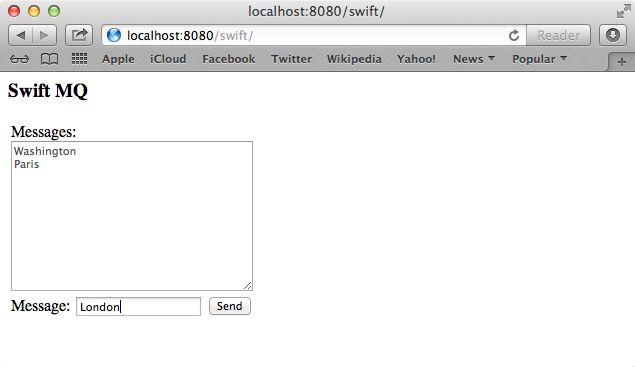 localhost:8080/swift/
localhost:8080/swift/ Reader
Apple iCloud Facebook Twitter Wikipedia Yahoo! News Popular
Swift MQ
Messages:
Washington
Paris
Message: London Send